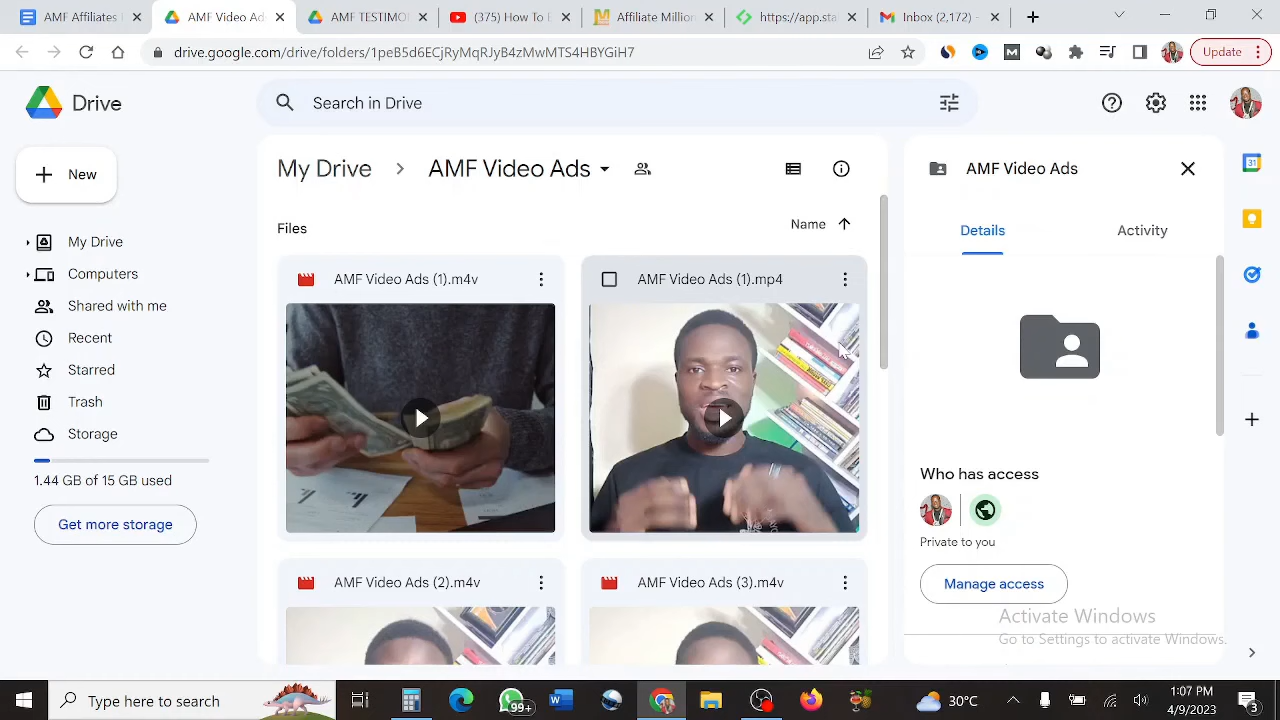 AMF Affiliates
AMF Video Ads
AMF TESTIMO
(375) How To
Affiliate Million
https://app.sta
Inbox (2,172) -
drive.google.com/drive/folders/1peB5d6ECjRyMqRJyB4zMwMTS4HBYGiH7
Update
Drive
Search in Drive
New
My Drive
Computers
Shared with me
Recent
Starred
Trash
Storage
1.44 GB of 15 GB used
Get more storage
My Drive
AMF Video Ads
Files
Name
AMF Video Ads (1).m4v
AMF Video Ads (1).mp4
AMF Video Ads (2).m4v
AMF Video Ads (3).m4v
AMF Video Ads
Details
Activity
31
Who has access
Private to you
Manage access
Activate Windows
Go to Settings to activate Windows.
Type here to search
99+
30°C
1:07 PM
4/9/2023
3